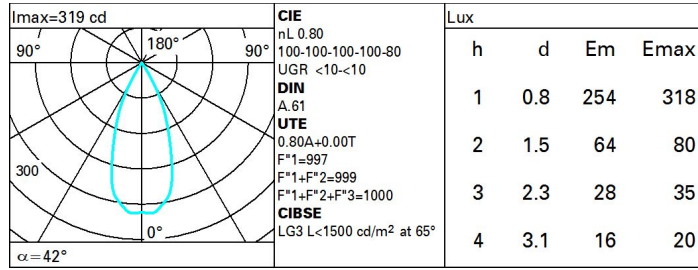 Imax=319 cd
90°
180°
90°
300
0°
α=42°
CIE
nL 0.80
100-100-100-100-80
UGR <10-<10
DIN
A.61
UTE
0.80A+0.00T
F"1=997
F"1+F"2=999
F"1+F"2+F"3=1000
CIBSE
LG3 L<1500 cd/m² at 65°
Lux
h d Em Emax
1 0.8 254 318
2 1.5 64 80
3 2.3 28 35
4 3.1 16 20